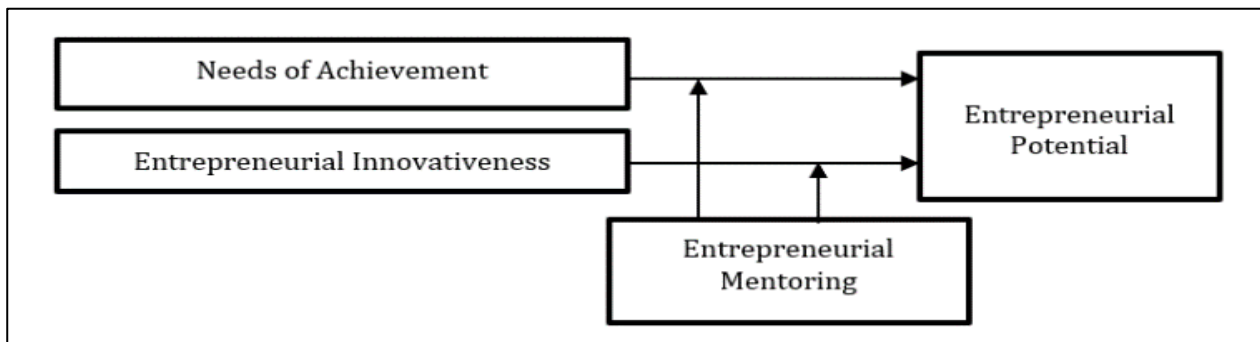 Needs of Achievement
Entrepreneurial Innovativeness
Entrepreneurial
Potential
Entrepreneurial
Mentoring